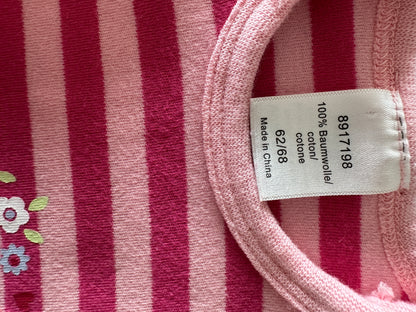 8917198
100% Baumwolle/
coton/
cotone
62/68
Made in China